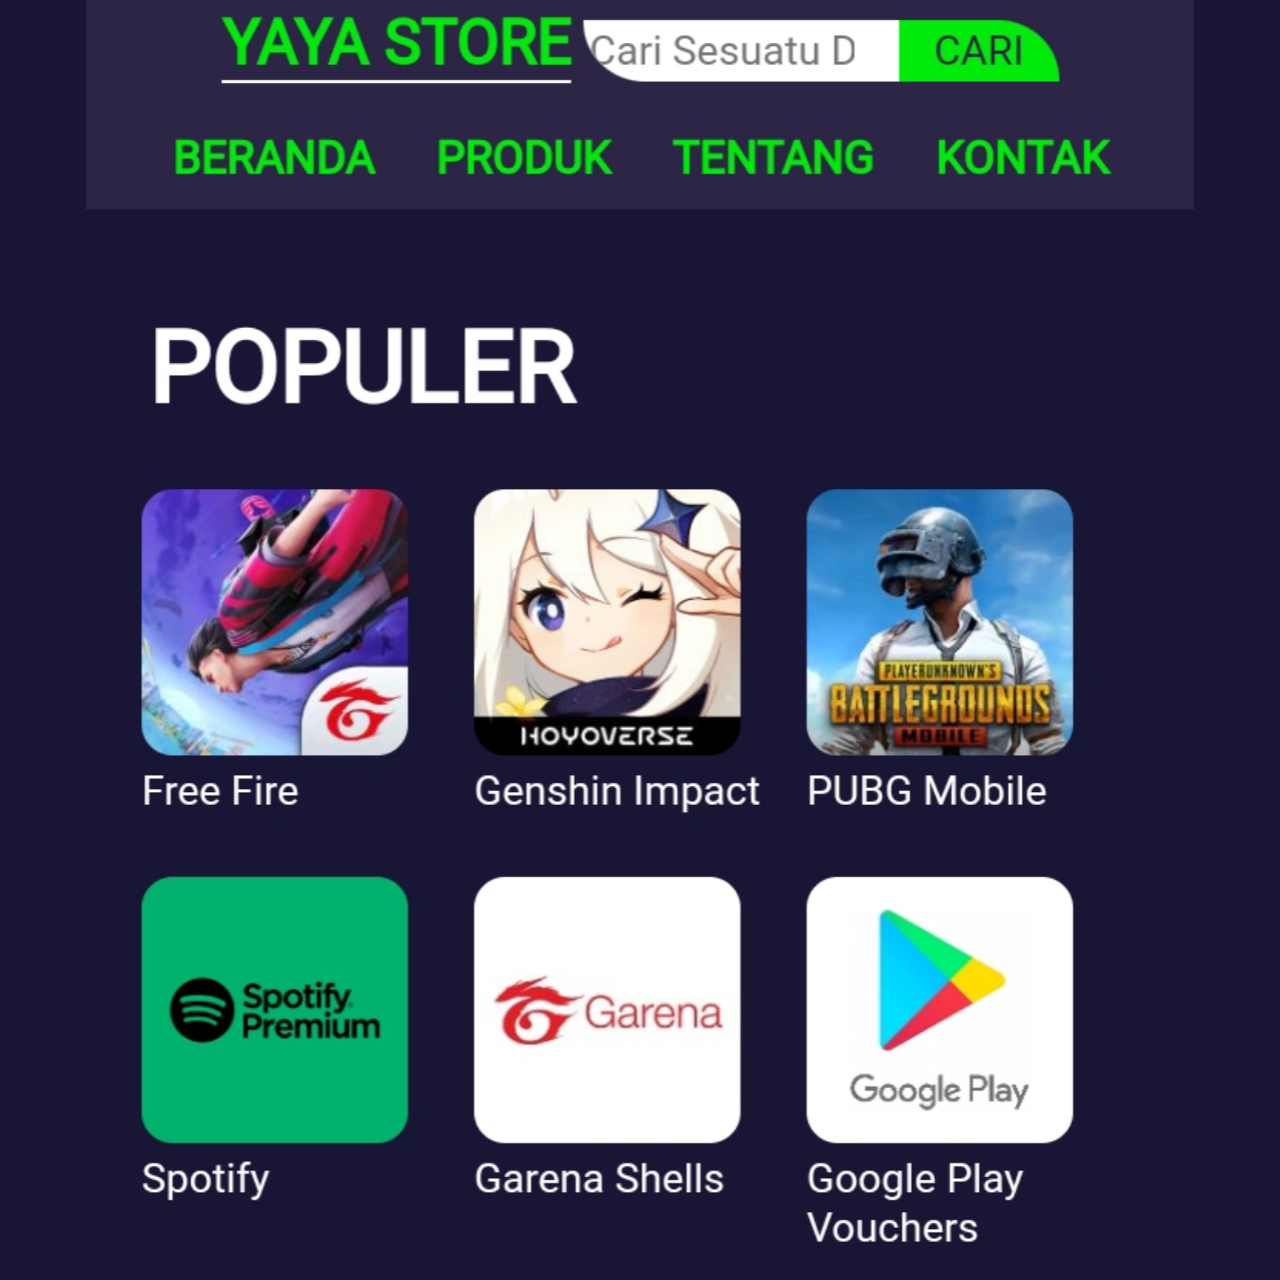 YAYA STORE
Cari Sesuatu D
CARI
BERANDA PRODUK TENTANG KONTAK
POPULER
HOYOVERSE
PLAYERUNKNOWN'S
BATTLEGROUNDS
MOBILE
Free Fire
Genshin Impact
PUBG Mobile
Spotify
Premium
Garena
Google Play
Spotify
Garena Shells
Google Play
Vouchers